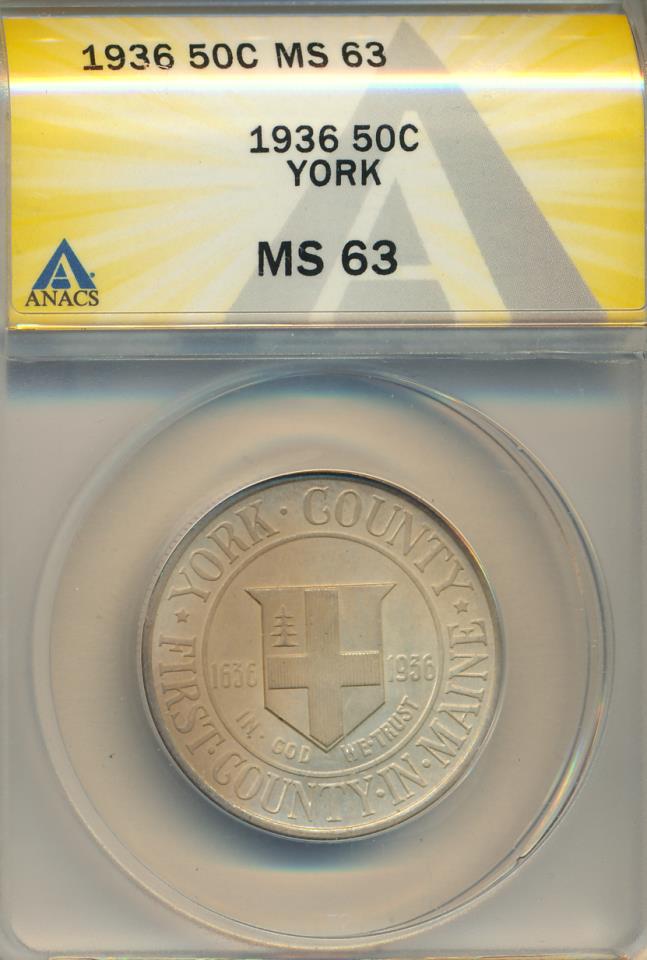 1936 50C MS 63
1936 50C
YORK
MS 63
ANACS
YORK · COUNTY
1636 1936
IN · GOD WE · TRUST
★ FIRST · COUNTY · IN · MAINE ★